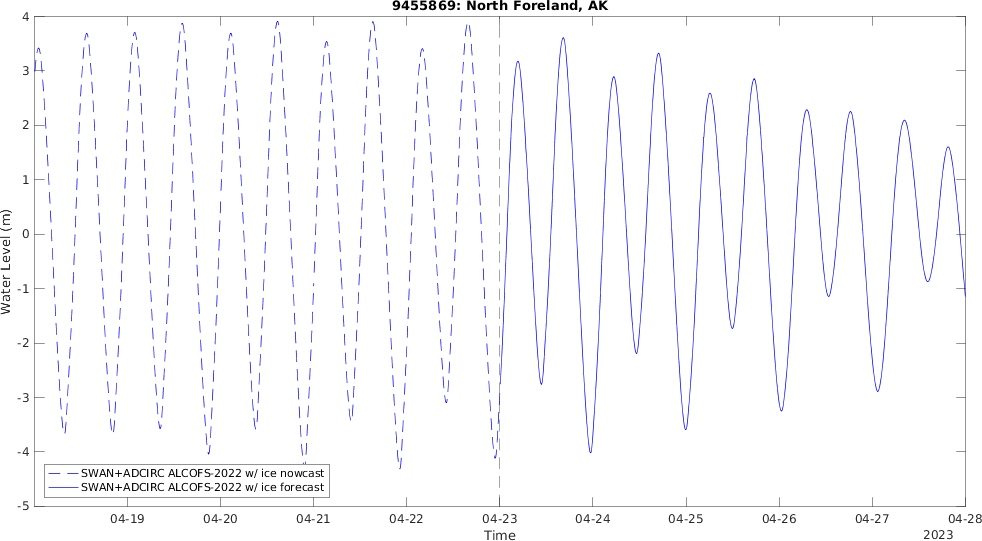 9455869: North Foreland, AK
Water Level (m)
4
3
2
1
0
-1
-2
-3
-4
-5
SWAN+ADCIRC ALCOFS-2022 w/ ice nowcast
SWAN+ADCIRC ALCOFS-2022 w/ ice forecast
04-19 04-20 04-21 04-22 04-23 04-24 04-25 04-26 04-27 04-28
Time 2023